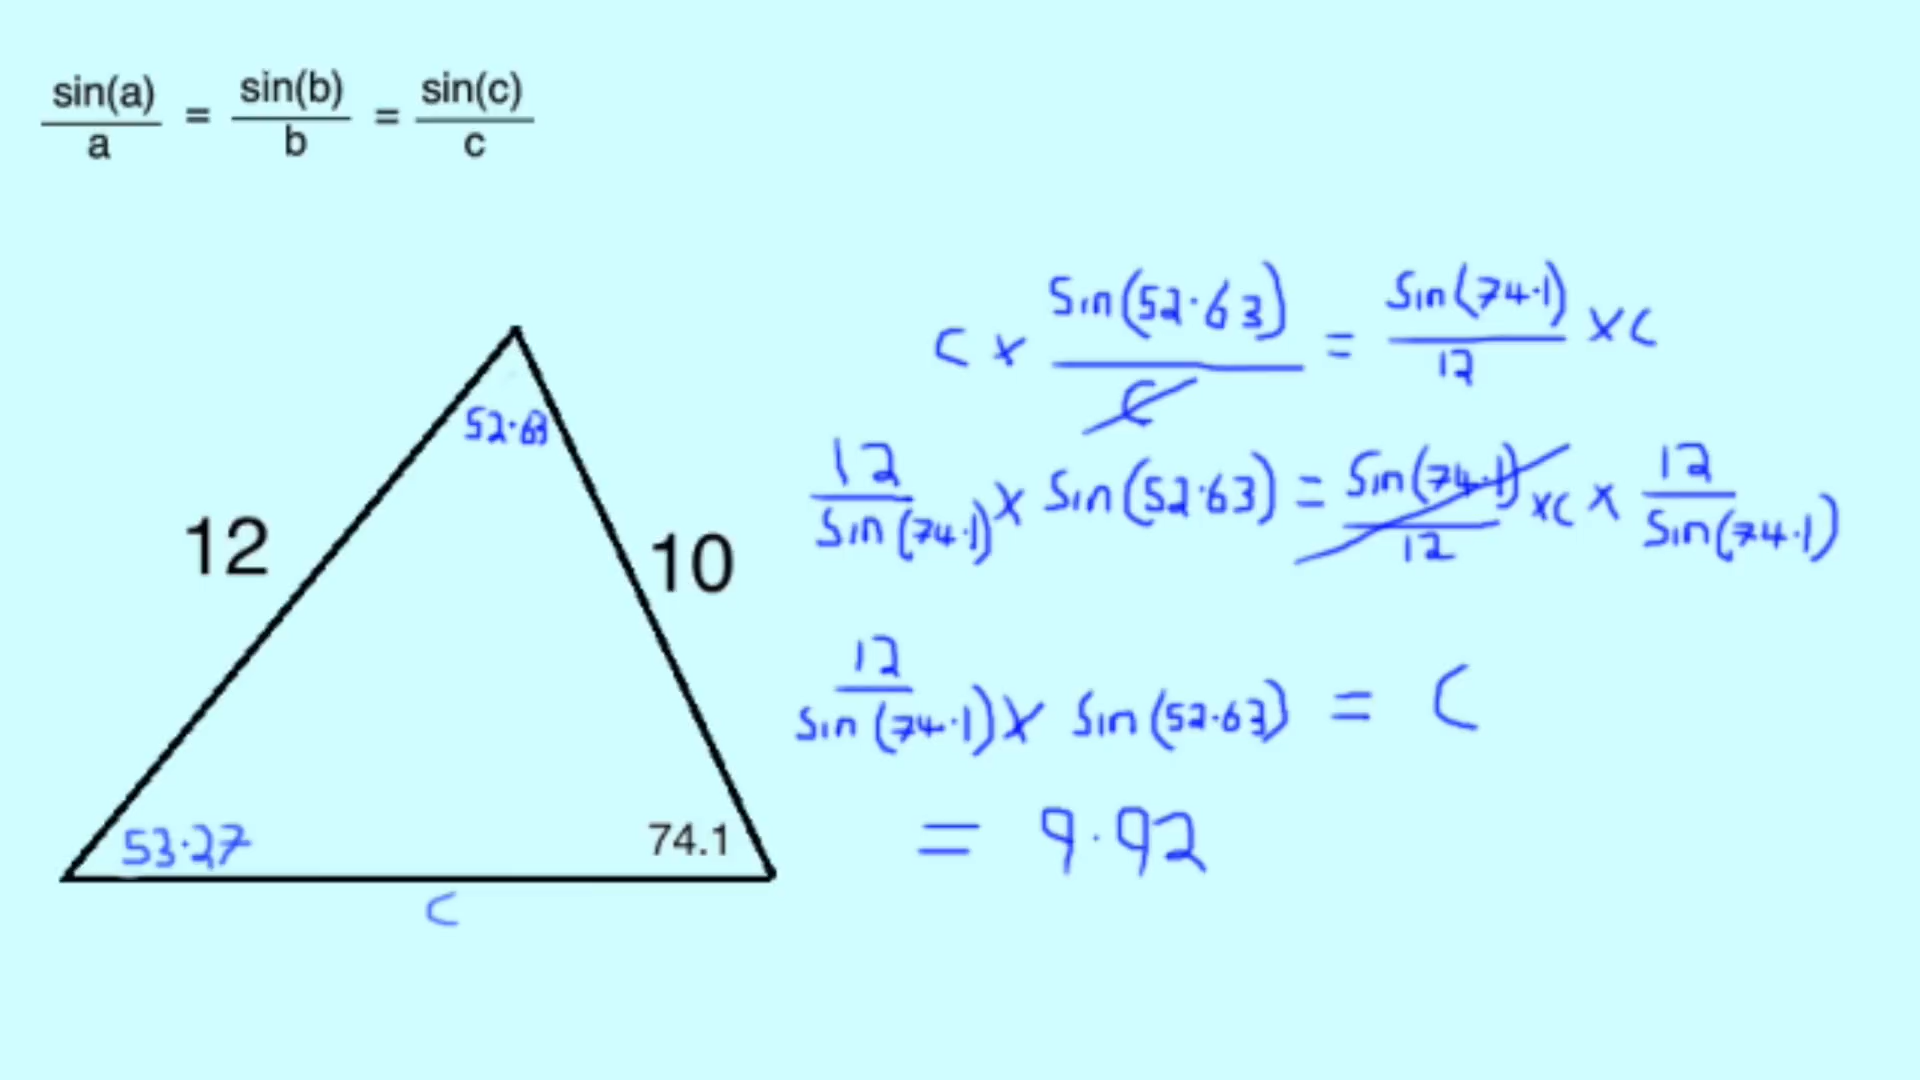 sin(a)/a = sin(b)/b = sin(c)/c
c × sin(52.63)/c = sin(74.1)/12 × c
52.63
12/sin(74.1) × sin(52.63) = sin(74.1)/12 × c × 12/sin(74.1)
12
10
12/sin(74.1) × sin(52.63) = c
53.27
74.1
= 9.92
c